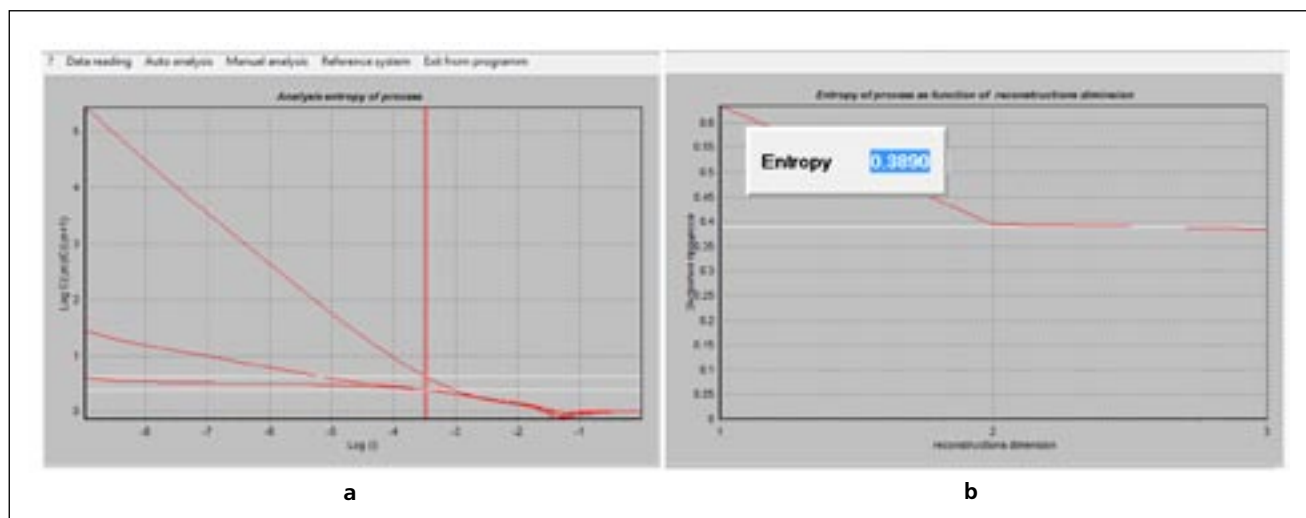 ? Data reading Auto analysis Manual analysis Reference system Exit from programm
Analysis entropy of process
5
4
3
2
1
0
-8 -7 -6 -5 -4 -3 -2 -1
a
Entropy of process as function of reconstructions dimension
Entropy 0.3890
0.6
0.55
0.5
0.45
0.4
0.35
0.3
0.25
0.2
0.15
0.1
0.05
0
1 2 3
reconstructions dimension
b